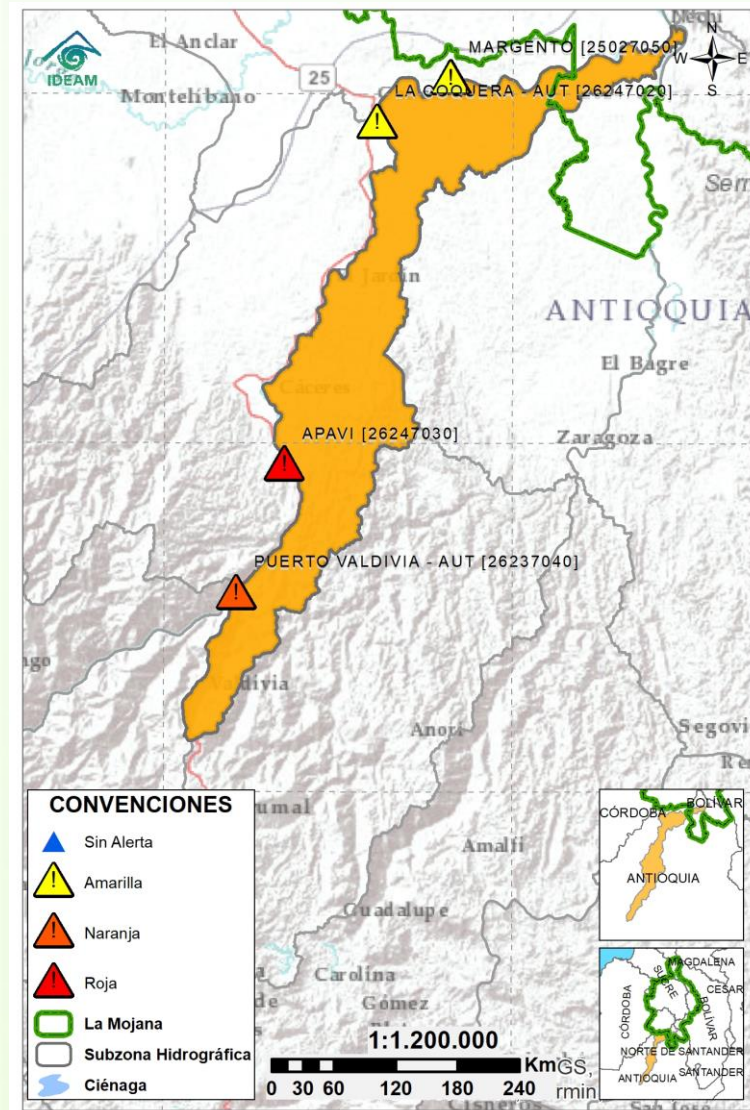 Nechí
El Anclar
N
MARGENTO [25027050]
W E
IDEAM
25
S
Montelíbano
LA COQUERA - AUT [26247020]
Jardín
ANTIOQUIA
El Bagre
Cáceres
APAVI [26247030]
Zaragoza
PUERTO VALDIVIA - AUT [26237040]
Valdivia
Anorí
CONVENCIONES
Sin Alerta
Amarilla
Naranja
Roja
La Mojana
Subzona Hidrográfica
Ciénaga
Amalfi
Guadalupe
Carolina
Gómez
1:1.200.000
0 30 60 120 180 240 Km
GS,
Cisneros
CÓRDOBA
BOLÍVAR
ANTIOQUIA
MAGDALENA
SUCRE
CESAR
CÓRDOBA
BOLÍVAR
NORTE DE SANTANDER
ANTIOQUIA
SANTANDER